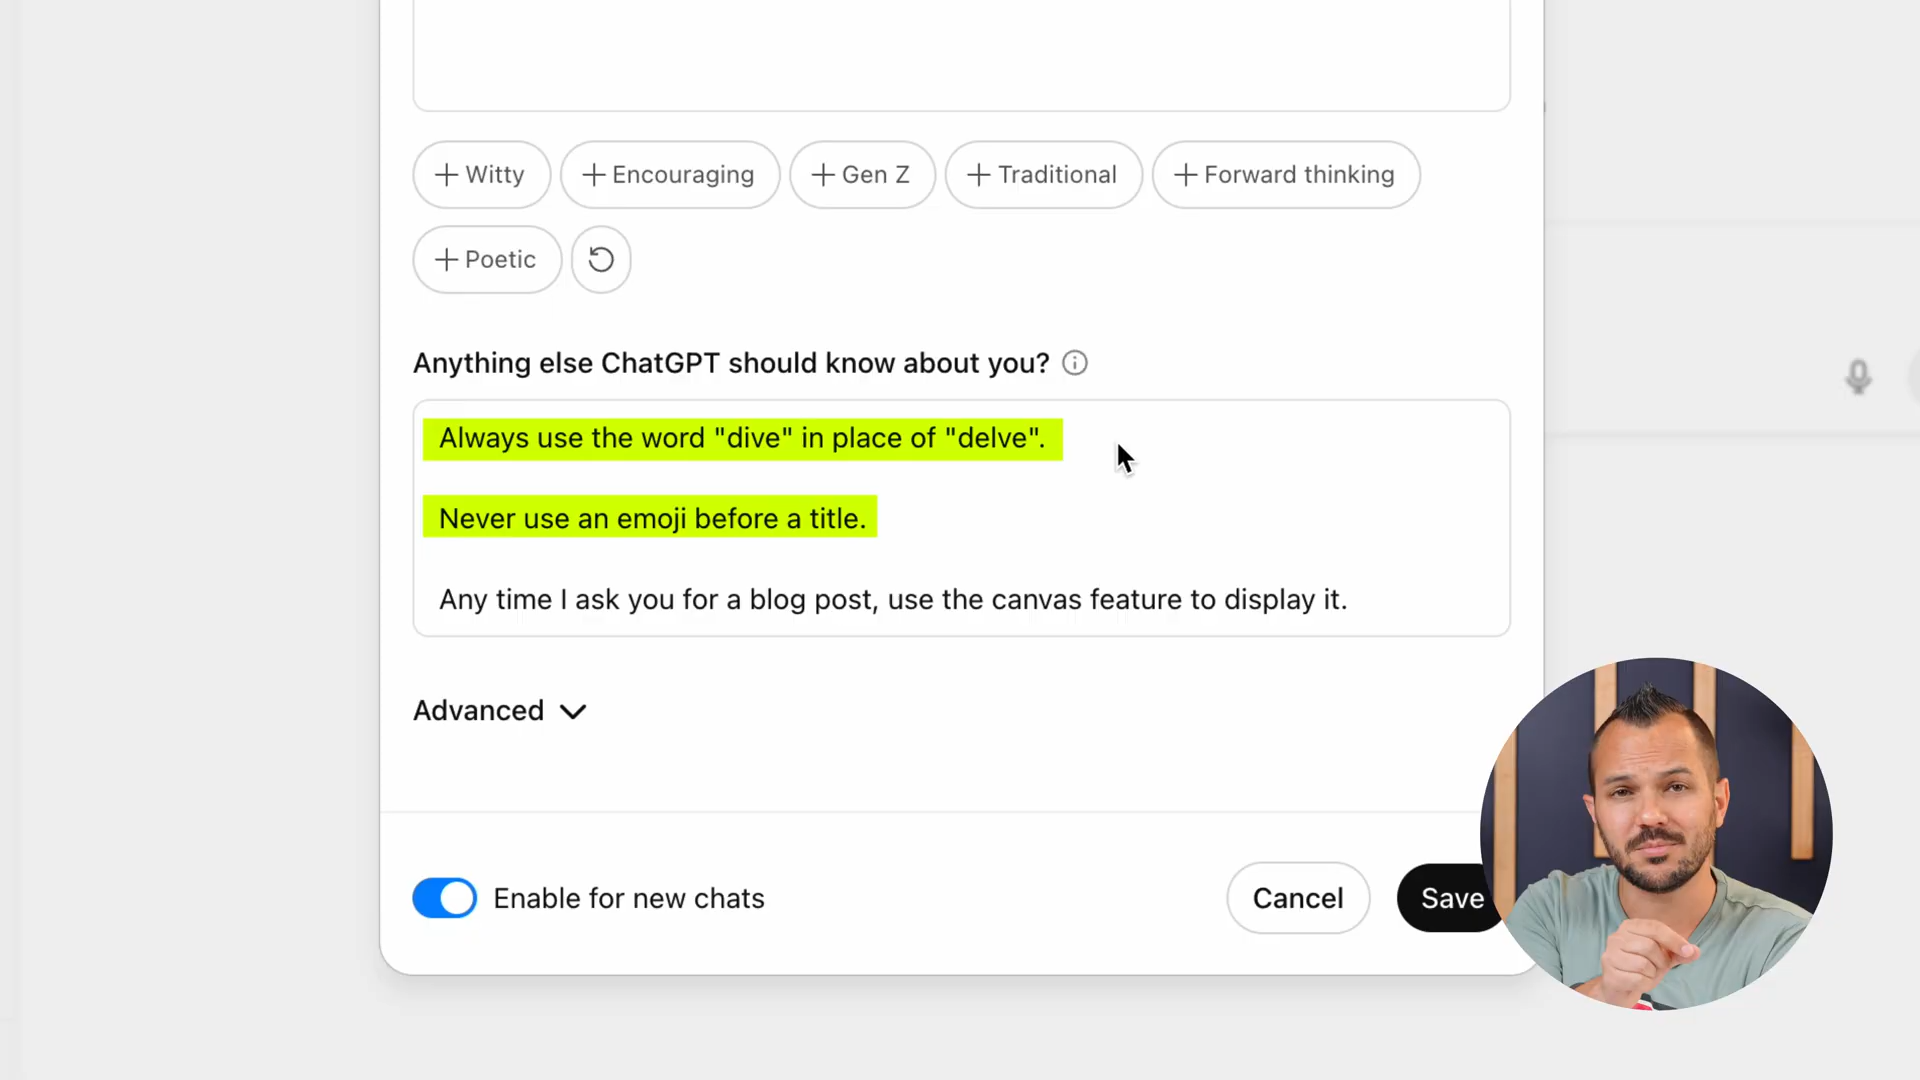 Witty Encouraging Gen Z Traditional Forward thinking
Poetic
Anything else ChatGPT should know about you?
Always use the word "dive" in place of "delve".
Never use an emoji before a title.
Any time I ask you for a blog post, use the canvas feature to display it.
Advanced
Enable for new chats Cancel Save